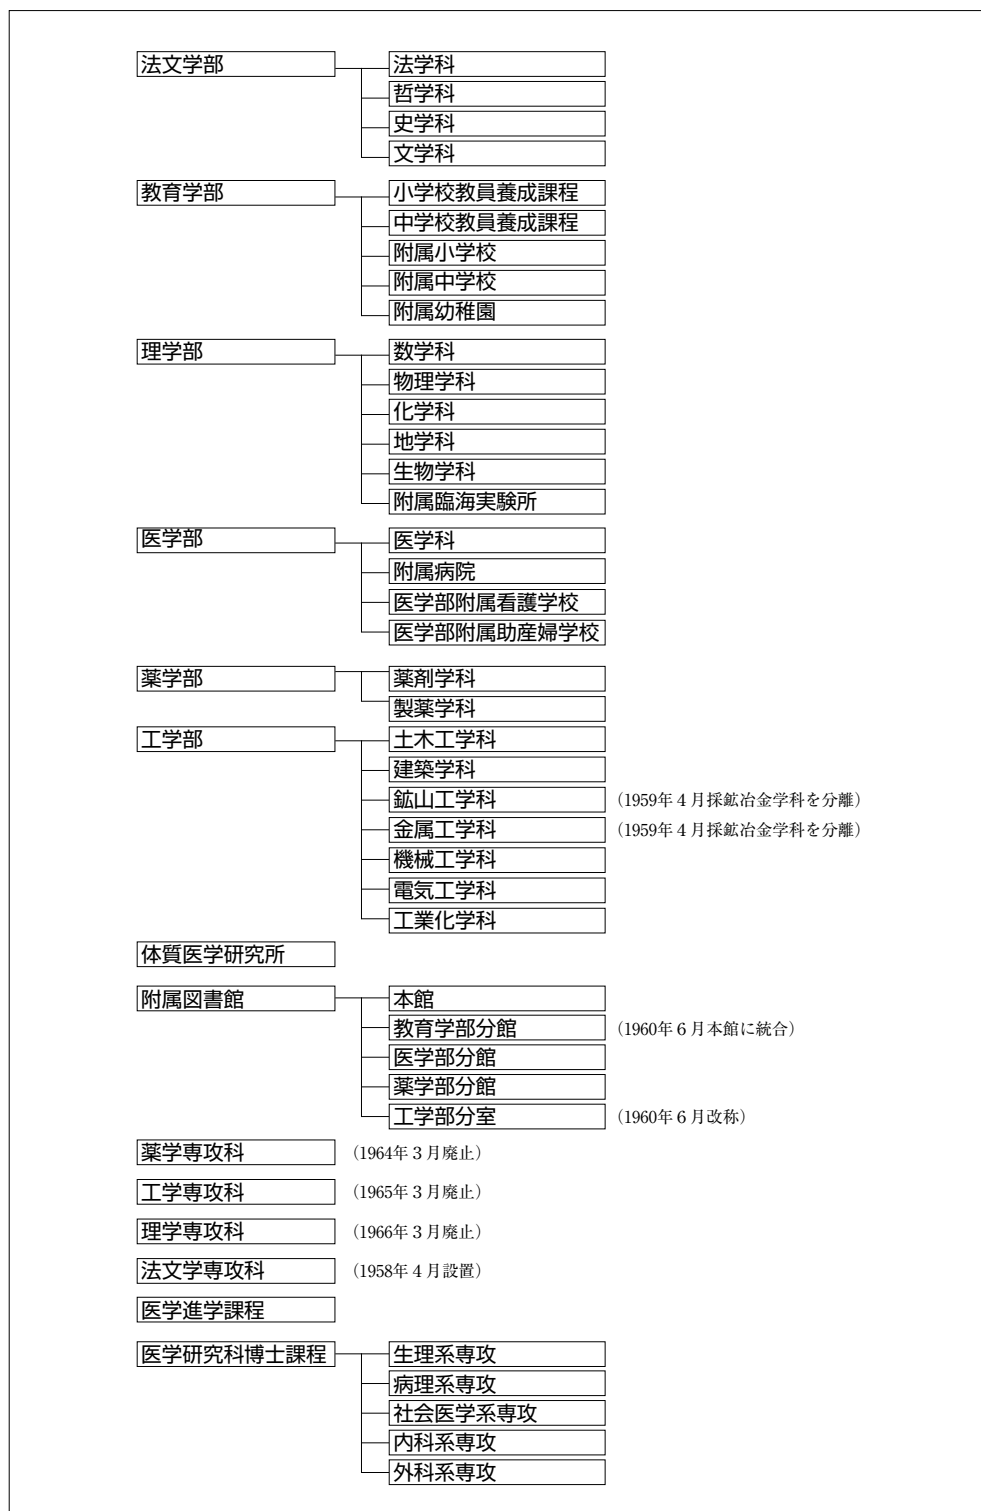 法文学部 法学科
哲学科
史学科
文学科
教育学部 小学校教員養成課程
中学校教員養成課程
附属小学校
附属中学校
附属幼稚園
理学部 数学科
物理学科
化学科
地学科
生物学科
附属臨海実験所
医学部 医学科
附属病院
医学部附属看護学校
医学部附属助産婦学校
薬学部 薬剤学科
製薬学科
工学部 土木工学科
建築学科
鉱山工学科 （1959年４月採鉱冶金学科を分離）
金属工学科 （1959年４月採鉱冶金学科を分離）
機械工学科
電気工学科
工業化学科
体質医学研究所
附属図書館 本館
教育学部分館 （1960年６月本館に統合）
医学部分館
薬学部分館
工学部分室 （1960年６月改称）
薬学専攻科 （1964年３月廃止）
工学専攻科 （1965年３月廃止）
理学専攻科 （1966年３月廃止）
法文学専攻科 （1958年４月設置）
医学進学課程
医学研究科博士課程 生理系専攻
病理系専攻
社会医学系専攻
内科系専攻
外科系専攻